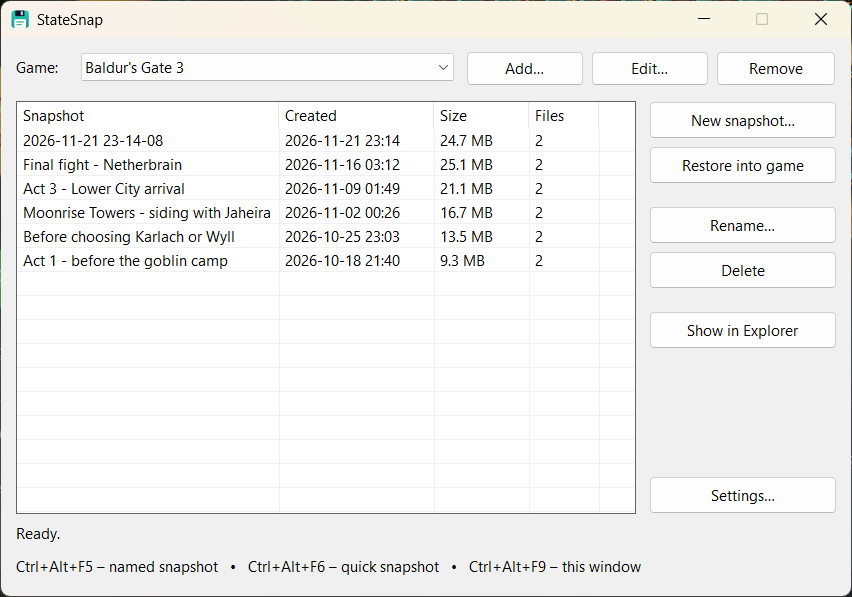 StateSnap
Game: Baldur's Gate 3 Add... Edit... Remove
Snapshot Created Size Files
2026-11-21 23-14-08 2026-11-21 23:14 24.7 MB 2
Final fight - Netherbrain 2026-11-16 03:12 25.1 MB 2
Act 3 - Lower City arrival 2026-11-09 01:49 21.1 MB 2
Moonrise Towers - siding with Jaheira 2026-11-02 00:26 16.7 MB 2
Before choosing Karlach or Wyll 2026-10-25 23:03 13.5 MB 2
Act 1 - before the goblin camp 2026-10-18 21:40 9.3 MB 2
New snapshot...
Restore into game
Rename...
Delete
Show in Explorer
Settings...
Ready.
Ctrl+Alt+F5 – named snapshot • Ctrl+Alt+F6 – quick snapshot • Ctrl+Alt+F9 – this window